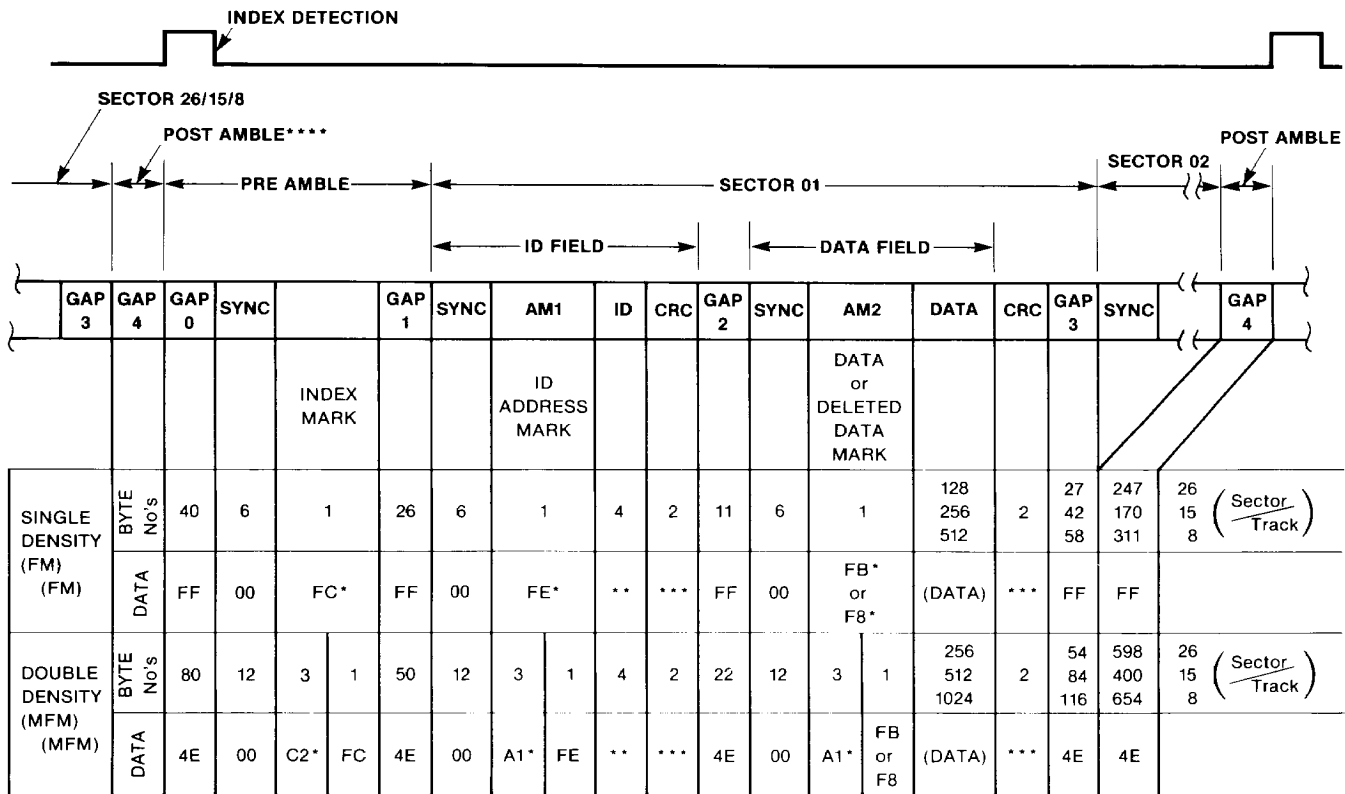 INDEX DETECTION
SECTOR 26/15/8
POST AMBLE****
POST AMBLE
SECTOR 02
PRE AMBLE
SECTOR 01
ID FIELD
DATA FIELD
GAP 3 GAP 4 GAP 0 SYNC GAP 1 SYNC AM1 ID CRC GAP 2 SYNC AM2 DATA CRC GAP 3 SYNC GAP 4
INDEX MARK
ID ADDRESS MARK
DATA or DELETED DATA MARK
SINGLE DENSITY (FM) (FM)
BYTE No's 40 6 1 26 6 1 4 2 11 6 1 128 256 512 2 27 42 58 247 170 311 26 15 8 (Sector/Track)
DATA FF 00 FC* FF 00 FE* ** *** FF 00 FB* or F8* (DATA) *** FF FF
DOUBLE DENSITY (MFM) (MFM)
BYTE No's 80 12 3 1 50 12 3 1 4 2 22 12 3 1 256 512 1024 2 54 84 116 598 400 654 26 15 8 (Sector/Track)
DATA 4E 00 C2* FC 4E 00 A1* FE ** *** 4E 00 A1* FB or F8 (DATA) *** 4E 4E